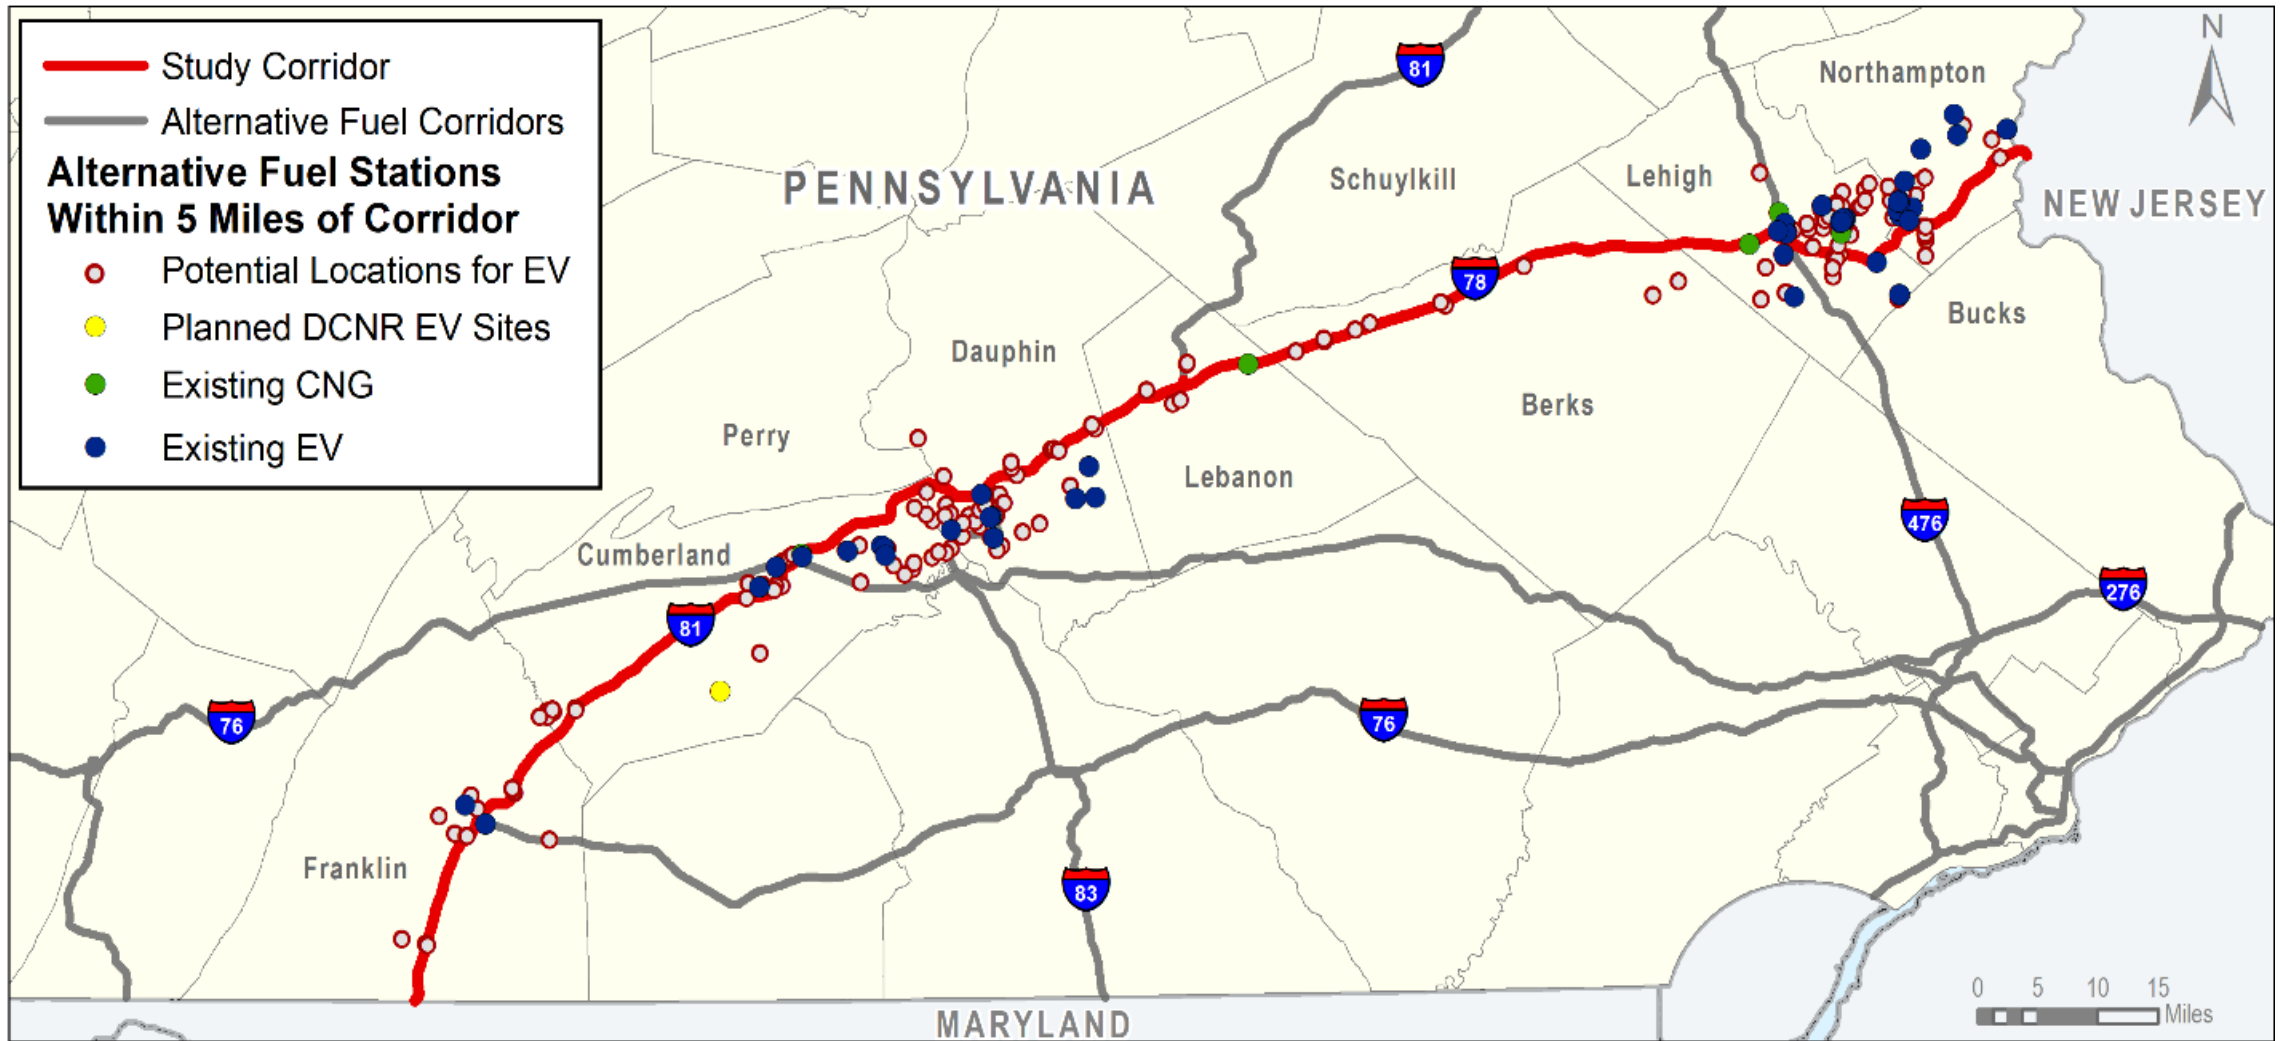 Study Corridor
Alternative Fuel Corridors
Alternative Fuel Stations
Within 5 Miles of Corridor
Potential Locations for EV
Planned DCNR EV Sites
Existing CNG
Existing EV
N
81
Northampton
PENNSYLVANIA
Schuylkill
Lehigh
NEW JERSEY
78
Bucks
Dauphin
Berks
Perry
Lebanon
476
Cumberland
276
81
76
76
Franklin
83
0 5 10 15
Miles
MARYLAND